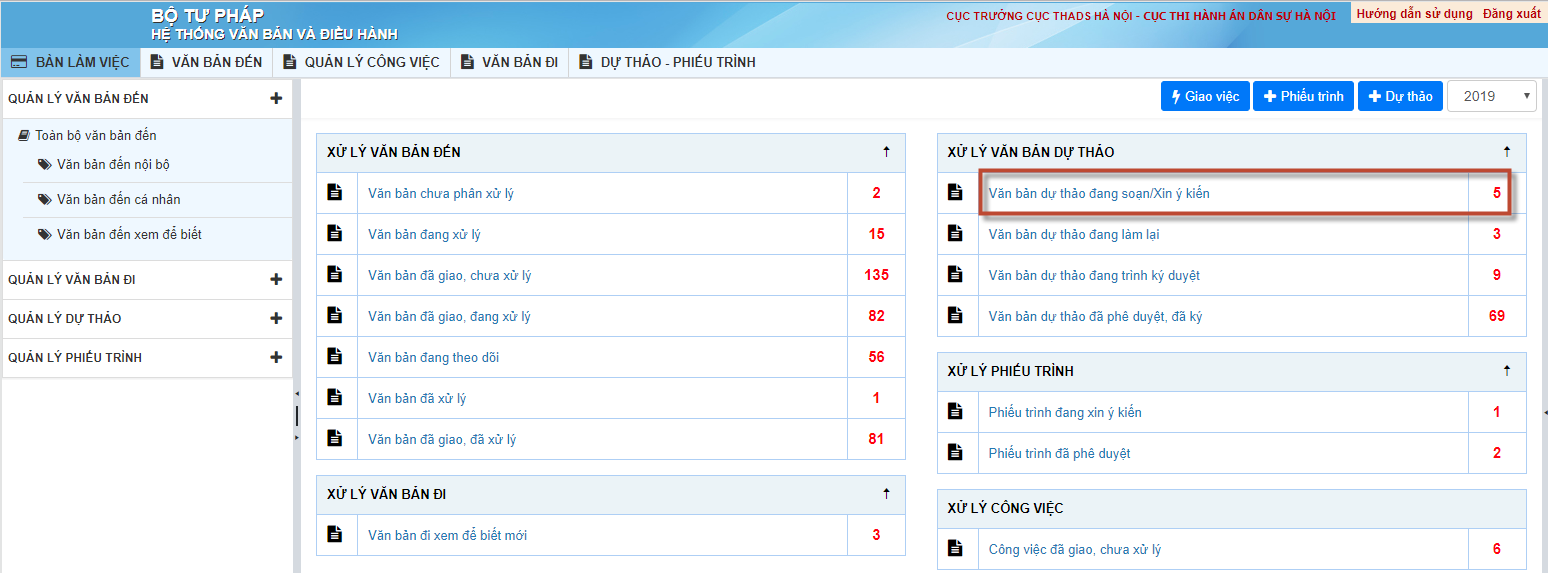 BỘ TƯ PHÁP
HỆ THỐNG VĂN BẢN VÀ ĐIỀU HÀNH
CỤC TRƯỞNG CỤC THADS HÀ NỘI - CỤC THI HÀNH ÁN DÂN SỰ HÀ NỘI
Hướng dẫn sử dụng Đăng xuất
BÀN LÀM VIỆC
VĂN BẢN ĐẾN
QUẢN LÝ CÔNG VIỆC
VĂN BẢN ĐI
DỰ THẢO - PHIẾU TRÌNH
QUẢN LÝ VĂN BẢN ĐẾN
Toàn bộ văn bản đến
Văn bản đến nội bộ
Văn bản đến cá nhân
Văn bản đến xem để biết
QUẢN LÝ VĂN BẢN ĐI
QUẢN LÝ DỰ THẢO
QUẢN LÝ PHIẾU TRÌNH
Giao việc
Phiếu trình
Dự thảo
2019
XỬ LÝ VĂN BẢN ĐẾN
Văn bản chưa phân xử lý 2
Văn bản đang xử lý 15
Văn bản đã giao, chưa xử lý 135
Văn bản đã giao, đang xử lý 82
Văn bản đang theo dõi 56
Văn bản đã xử lý 1
Văn bản đã giao, đã xử lý 81
XỬ LÝ VĂN BẢN ĐI
Văn bản đi xem để biết mới 3
XỬ LÝ VĂN BẢN DỰ THẢO
Văn bản dự thảo đang soạn/Xin ý kiến 5
Văn bản dự thảo đang làm lại 3
Văn bản dự thảo đang trình ký duyệt 9
Văn bản dự thảo đã phê duyệt, đã ký 69
XỬ LÝ PHIẾU TRÌNH
Phiếu trình đang xin ý kiến 1
Phiếu trình đã phê duyệt 2
XỬ LÝ CÔNG VIỆC
Công việc đã giao, chưa xử lý 6